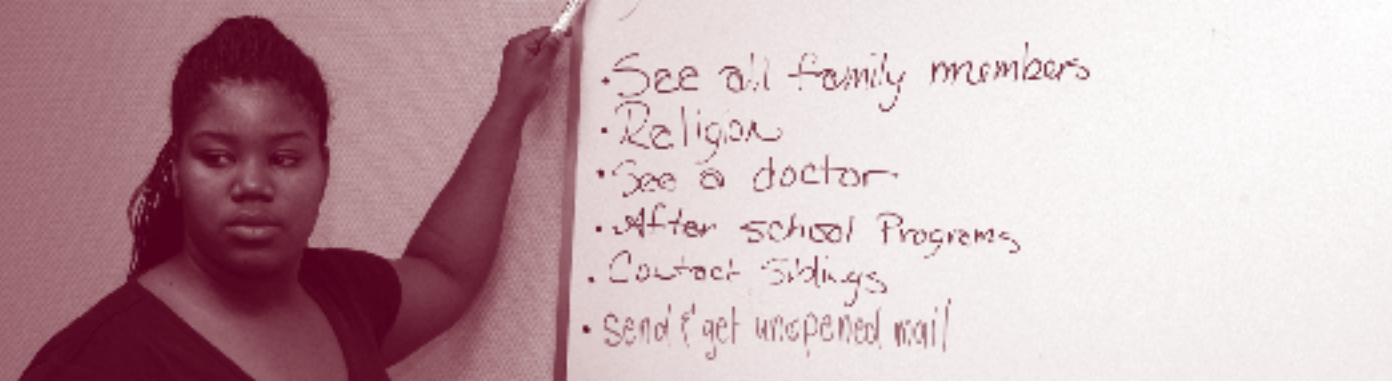 ·See all family members
·Religion
·See a doctor
·After school Programs
·Contact Siblings
·Send & get unopened mail